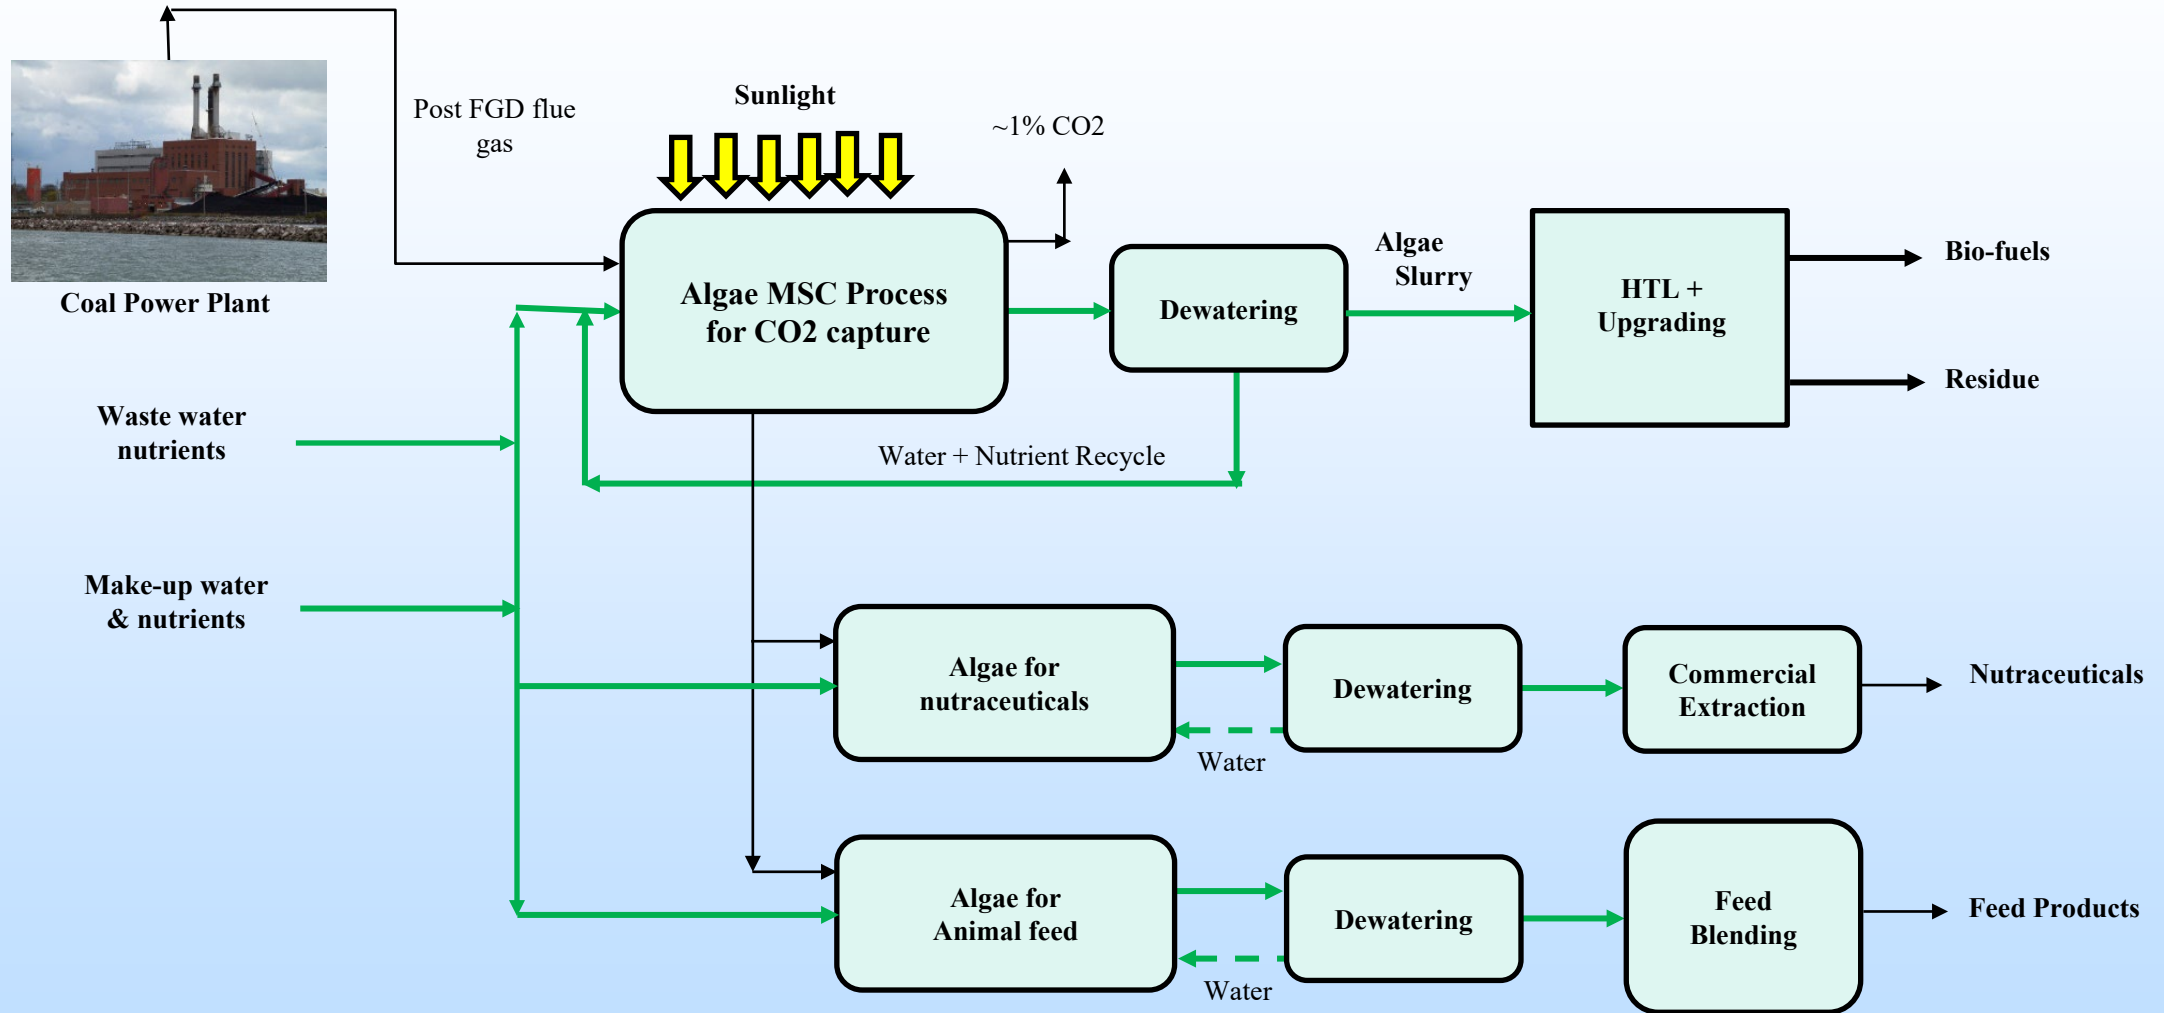 Post FGD flue
gas
Sunlight
~1% CO2
Coal Power Plant
Algae MSC Process
for CO2 capture
Dewatering
Algae
Slurry
HTL +
Upgrading
Bio-fuels
Residue
Waste water
nutrients
Water + Nutrient Recycle
Make-up water
& nutrients
Algae for
nutraceuticals
Water
Dewatering
Commercial
Extraction
Nutraceuticals
Algae for
Animal feed
Water
Dewatering
Feed
Blending
Feed Products